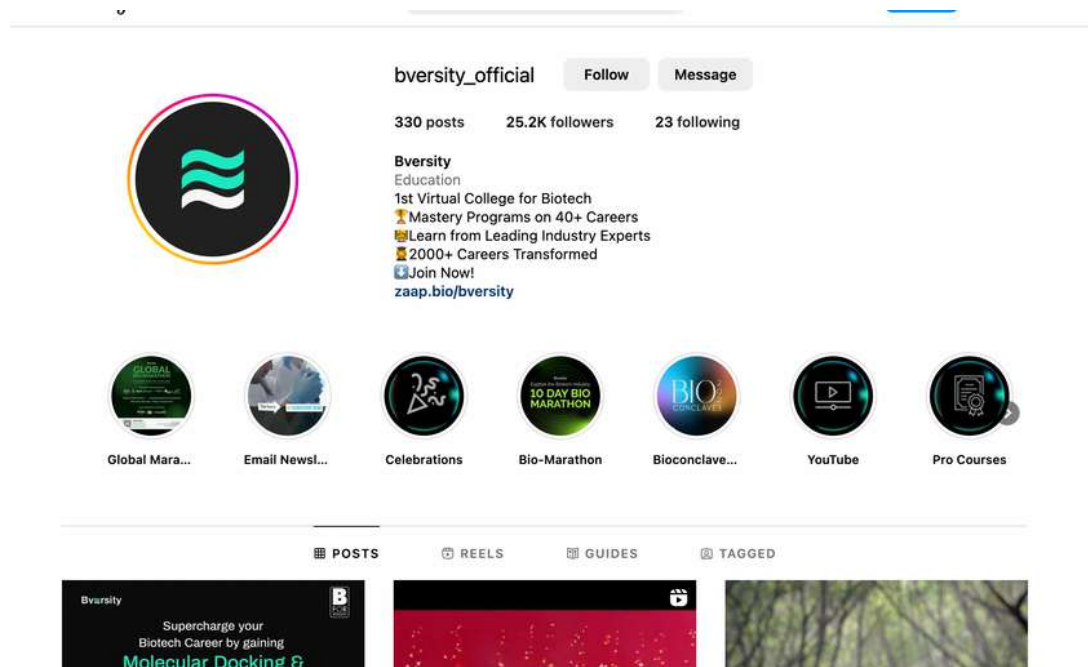 bversity_official Follow Message
330 posts 25.2K followers 23 following
Bversity
Education
1st Virtual College for Biotech
🏆Mastery Programs on 40+ Careers
Learn from Leading Industry Experts
2000+ Careers Transformed
⬇️Join Now!
zaap.bio/bversity
GLOBAL
10 DAY BIO
MARATHON
BIO
CONCLAVE
Global Mara... Email Newsl... Celebrations Bio-Marathon Bioconclave... YouTube Pro Courses
POSTS REELS GUIDES TAGGED
Bversity B
FOR
Supercharge your
Biotech Career by gaining
Molecular Docking &